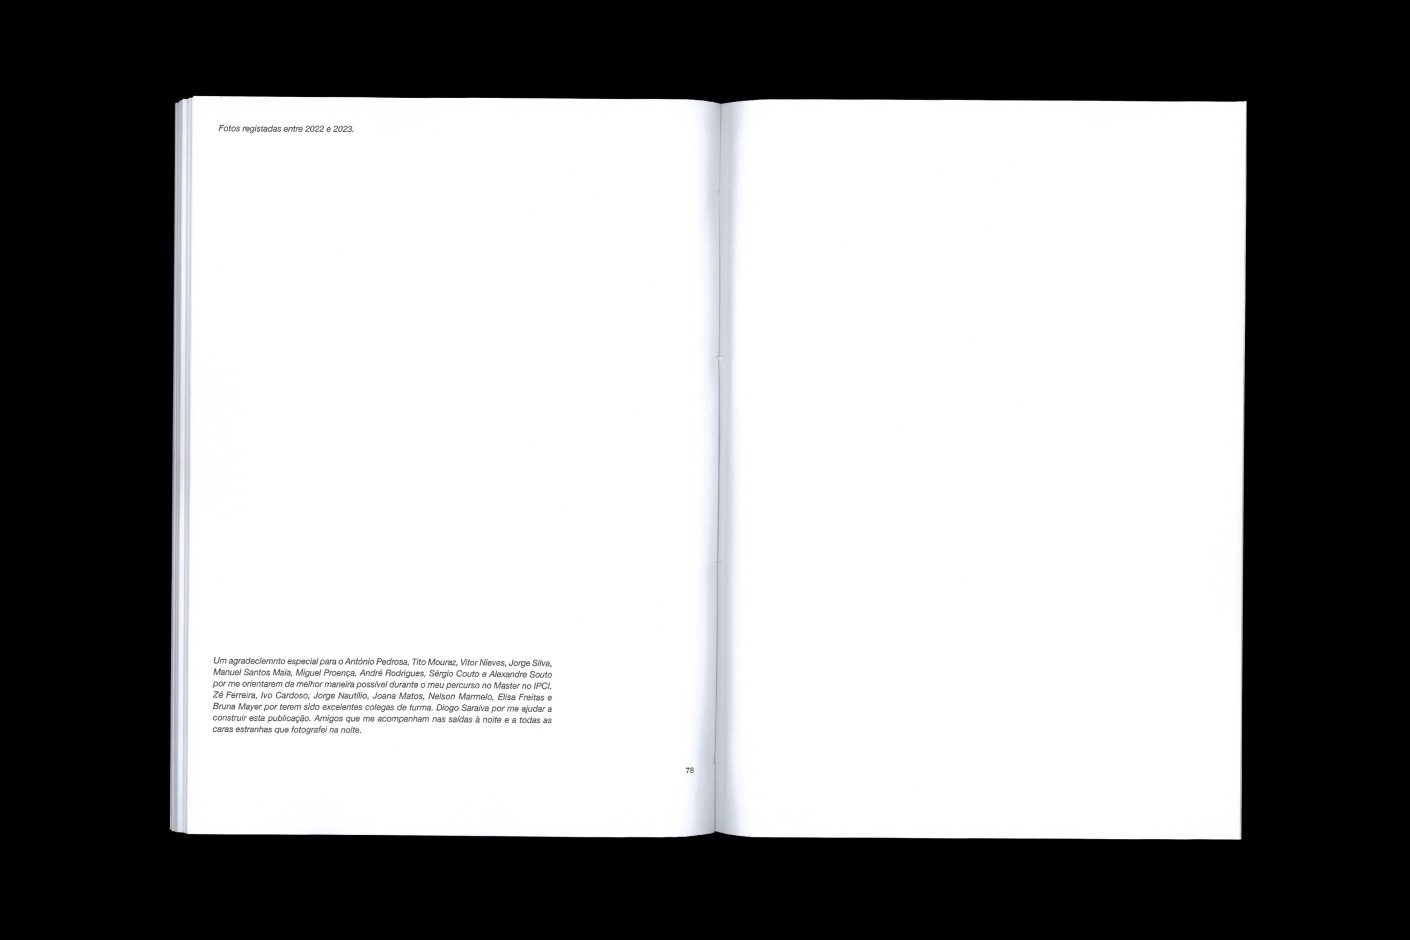 Fotos registadas entre 2022 e 2023.
Um agradeciemnto especial para o António Pedrosa, Tito Mouraz, Vitor Nieves, Jorge Silva,
Manuel Santos Maia, Miguel Proença, André Rodrigues, Sérgio Couto e Alexandre Souto
por me orientarem da melhor maneira possível durante o meu percurso no Master no IPCI.
Zé Ferreira, Ivo Cardoso, Jorge Nautílio, Joana Matos, Nelson Marmelo, Elisa Freitas e
Bruna Mayer por terem sido excelentes colegas de turma. Diogo Saraiva por me ajudar a
construir esta publicação. Amigos que me acompanham nas saídas à noite e a todas as
caras estranhas que fotografei na noite.
78